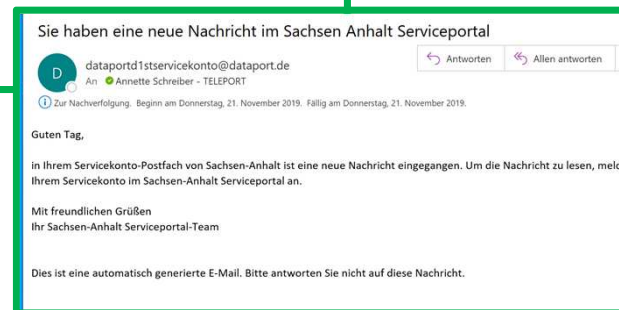 Sie haben eine neue Nachricht im Sachsen Anhalt Serviceportal
D
dataportd1stservicekonto@dataport.de
Antworten
Allen antworten
An Annette Schreiber - TELEPORT
Zur Nachverfolgung. Beginn am Donnerstag, 21. November 2019. Fällig am Donnerstag, 21. November 2019.
Guten Tag,
in Ihrem Servicekonto-Postfach von Sachsen-Anhalt ist eine neue Nachricht eingegangen. Um die Nachricht zu lesen, meld
Ihrem Servicekonto im Sachsen-Anhalt Serviceportal an.
Mit freundlichen Grüßen
Ihr Sachsen-Anhalt Serviceportal-Team
Dies ist eine automatisch generierte E-Mail. Bitte antworten Sie nicht auf diese Nachricht.